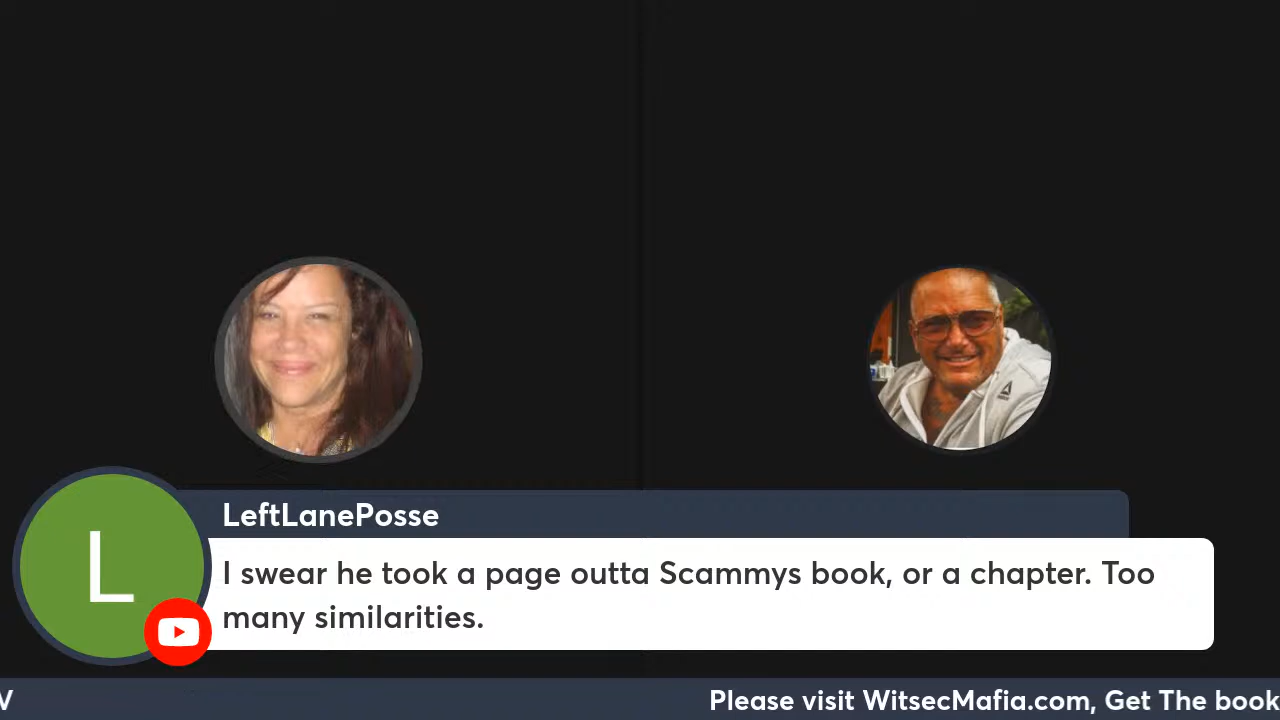 L
LeftLanePosse
I swear he took a page outta Scammys book, or a chapter. Too
many similarities.
V Please visit WitsecMafia.com, Get The book